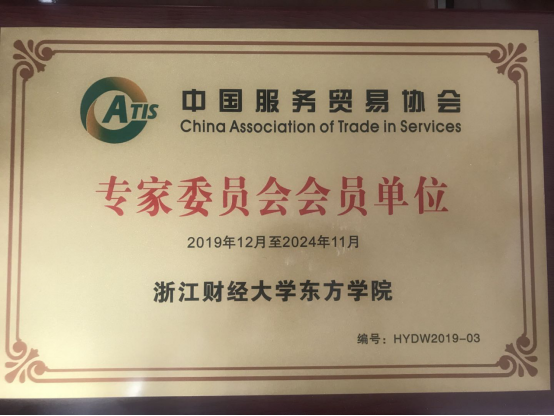 CATIS
中国服务贸易协会
China Association of Trade in Services
专家委员会会员单位
2019年12月至2024年11月
浙江财经大学东方学院
编号：HYDW2019-03